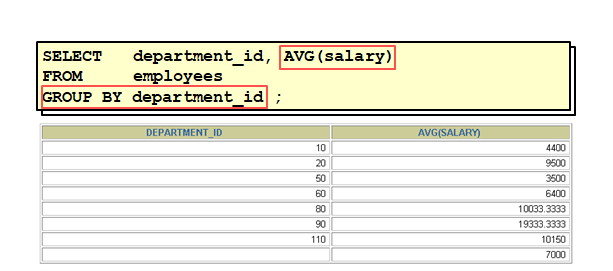 SELECT department_id, AVG(salary)
FROM employees
GROUP BY department_id ;
DEPARTMENT_ID AVG(SALARY)
10 4400
20 9500
50 3500
60 6400
80 10033.3333
90 19333.3333
110 10150
7000